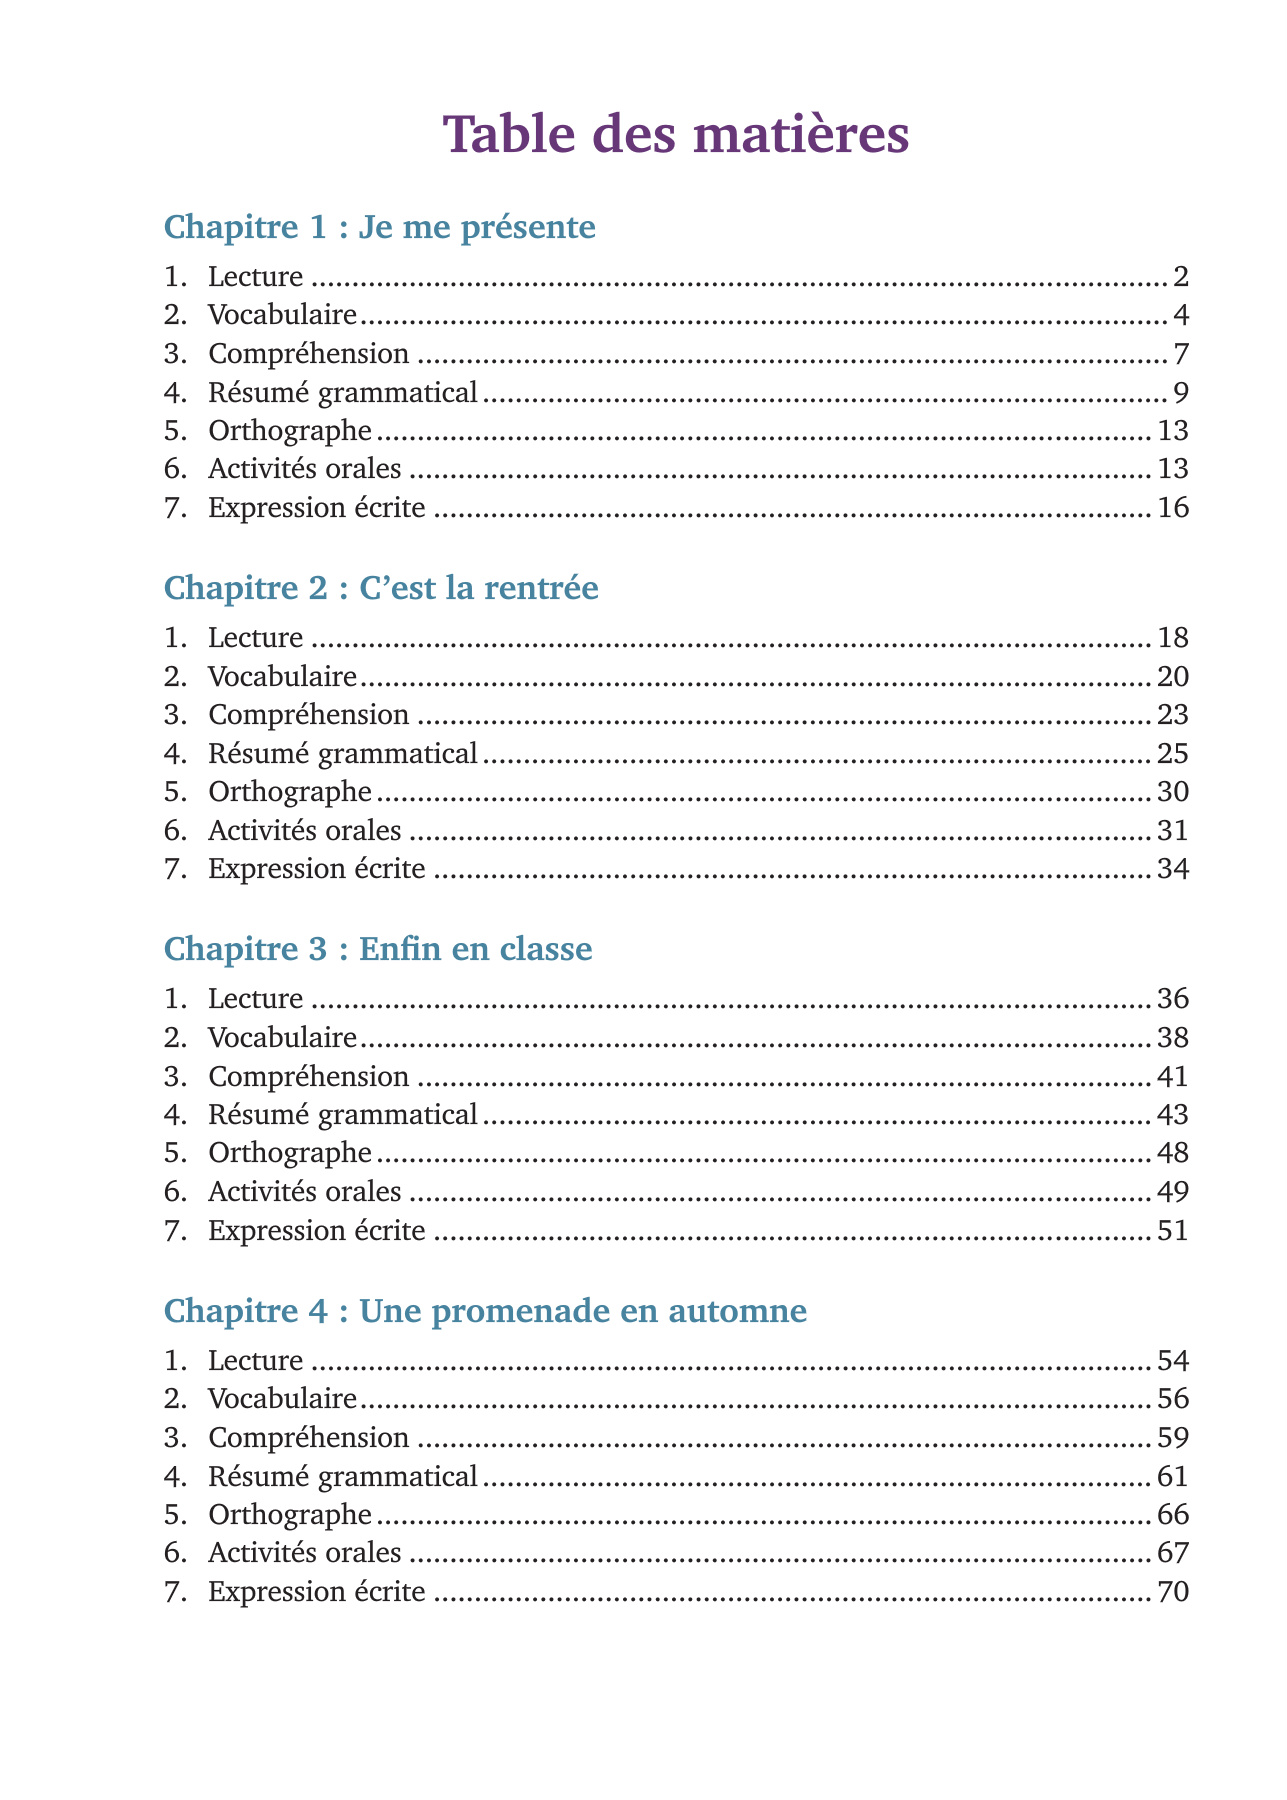 Table des matières
Chapitre 1 : Je me présente
1. Lecture ........ 2
2. Vocabulaire ........ 4
3. Compréhension ........ 7
4. Résumé grammatical ........ 9
5. Orthographe ........ 13
6. Activités orales ........ 13
7. Expression écrite ........ 16
Chapitre 2 : C’est la rentrée
1. Lecture ........ 18
2. Vocabulaire ........ 20
3. Compréhension ........ 23
4. Résumé grammatical ........ 25
5. Orthographe ........ 30
6. Activités orales ........ 31
7. Expression écrite ........ 34
Chapitre 3 : Enfin en classe
1. Lecture ........ 36
2. Vocabulaire ........ 38
3. Compréhension ........ 41
4. Résumé grammatical ........ 43
5. Orthographe ........ 48
6. Activités orales ........ 49
7. Expression écrite ........ 51
Chapitre 4 : Une promenade en automne
1. Lecture ........ 54
2. Vocabulaire ........ 56
3. Compréhension ........ 59
4. Résumé grammatical ........ 61
5. Orthographe ........ 66
6. Activités orales ........ 67
7. Expression écrite ........ 70